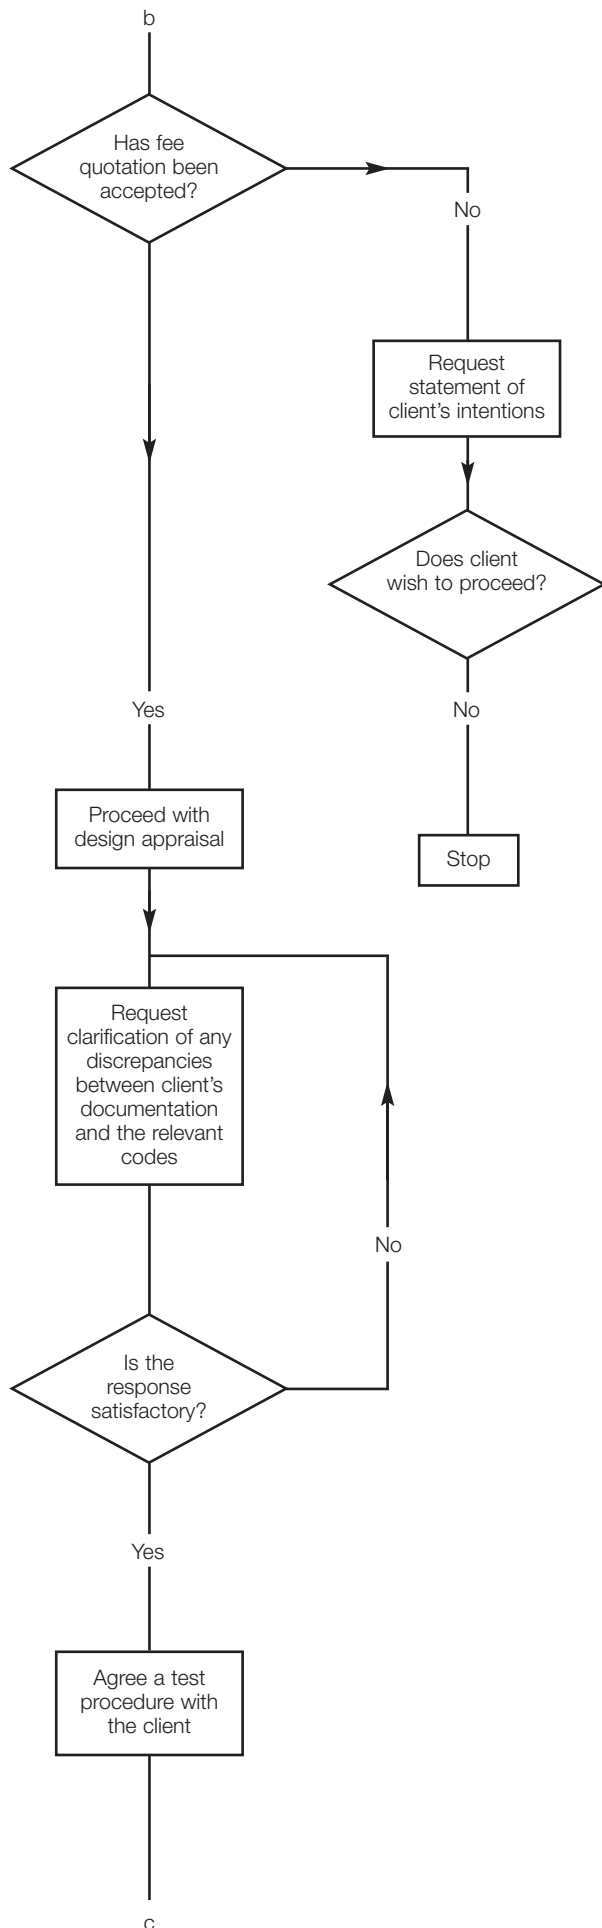 b
Has fee
quotation been
accepted?
No
Request
statement of
client's intentions
Does client
wish to proceed?
Yes
No
Proceed with
design appraisal
Stop
Request
clarification of any
discrepancies
between client's
documentation
and the relevant
codes
No
Is the
response
satisfactory?
Yes
Agree a test
procedure with
the client
c